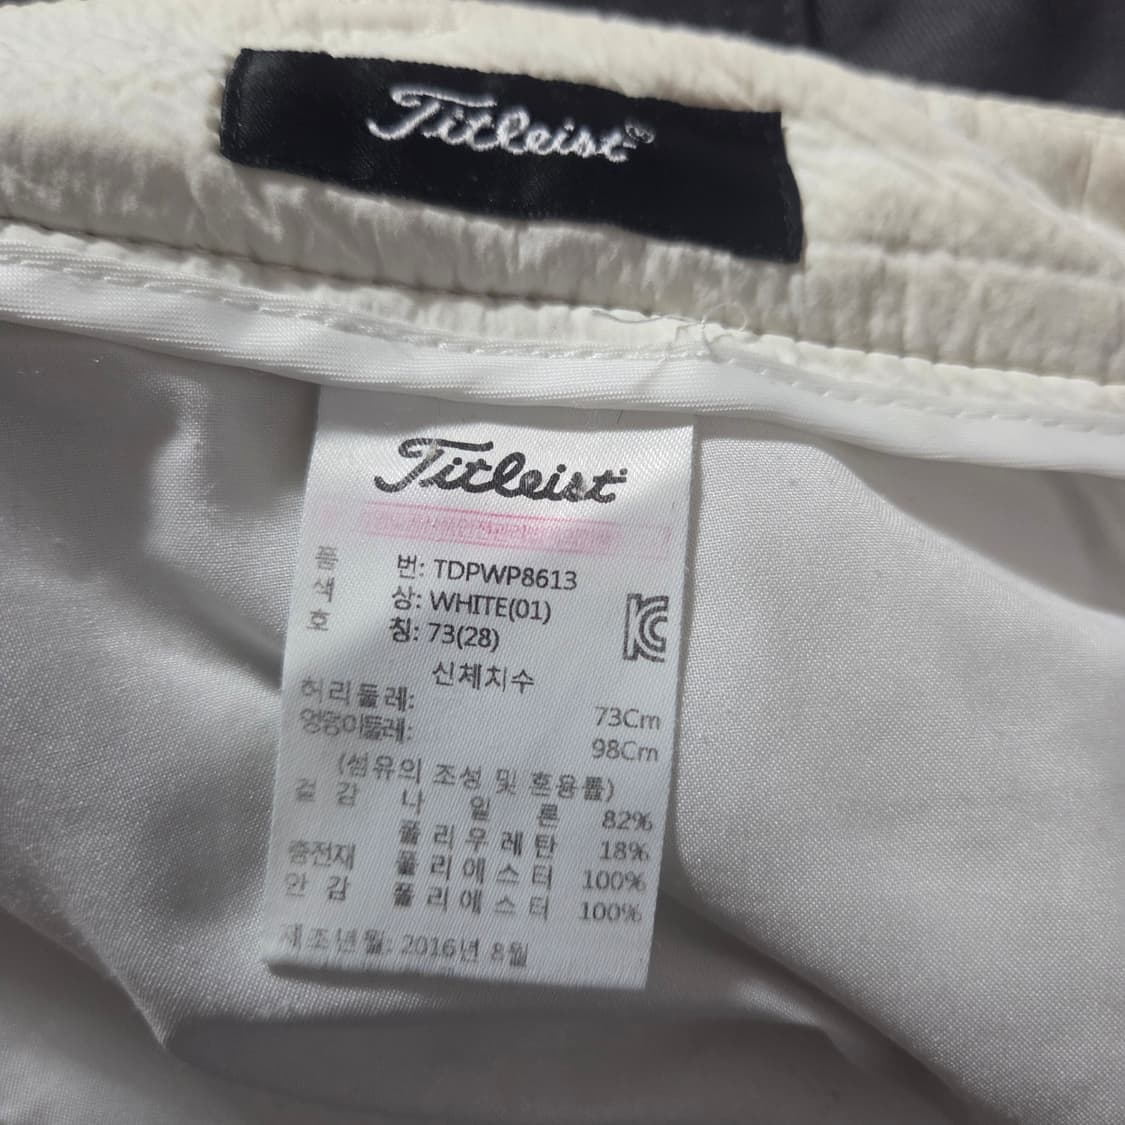 Titleist
Titleist
품 번: TDPWP8613
색 상: WHITE(01)
호 칭: 73(28)
신체치수
허리둘레: 73Cm
엉덩이둘레: 98Cm
(섬유의 조성 및 혼용률)
겉 감 나 일 론 82%
폴 리 우 레 탄 18%
충전재 폴 리 에 스 터 100%
안 감 폴 리 에 스 터 100%
제조년월: 2016년 8월